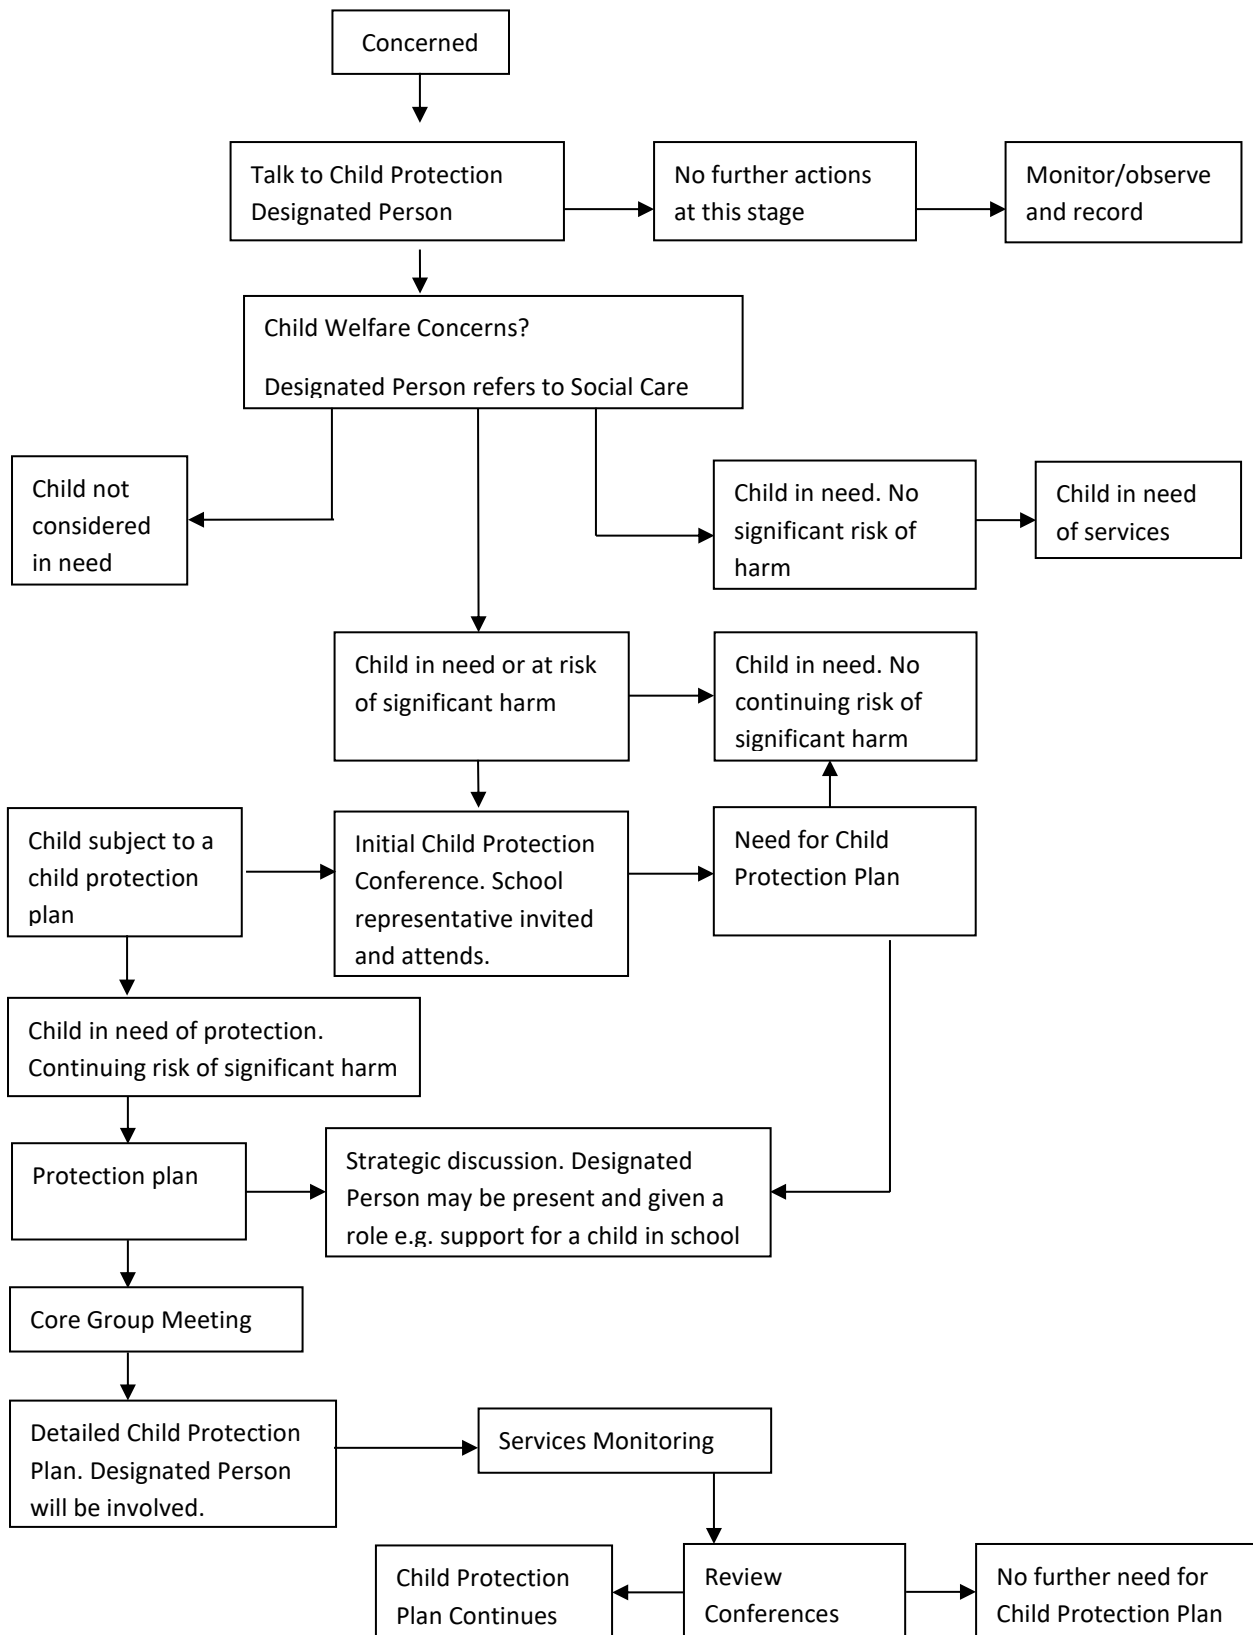 Concerned
Talk to Child Protection
Designated Person
No further actions
at this stage
Monitor/observe
and record
Child Welfare Concerns?
Designated Person refers to Social Care
Child not
considered
in need
Child in need. No
significant risk of
harm
Child in need
of services
Child in need or at risk
of significant harm
Child in need. No
continuing risk of
significant harm
Child subject to a
child protection
plan
Initial Child Protection
Conference. School
representative invited
and attends.
Need for Child
Protection Plan
Child in need of protection.
Continuing risk of significant harm
Protection plan
Strategic discussion. Designated
Person may be present and given a
role e.g. support for a child in school
Core Group Meeting
Detailed Child Protection
Plan. Designated Person
will be involved.
Services Monitoring
Child Protection
Plan Continues
Review
Conferences
No further need for
Child Protection Plan